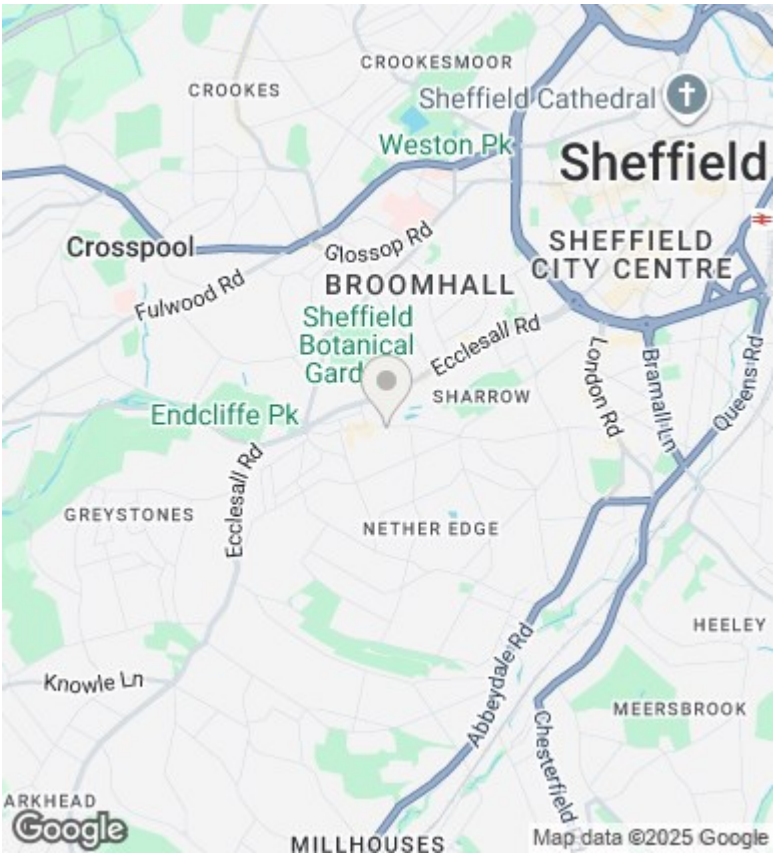 CROOKESMOOR
CROOKES
Sheffield Cathedral
Weston Pk
Sheffield
Crosspool
Glossop Rd
SHEFFIELD
CITY CENTRE
Fulwood Rd
BROOMHALL
Sheffield
Botanical
Gard
Ecclesall Rd
London Rd
Bramall Ln
Queens Rd
SHARROW
Endcliffe Pk
Ecclesall Rd
GREYSTONES
NETHER EDGE
HEELEY
Abbeydale Rd
Knowle Ln
MEERSBROOK
Chesterfield
ARKHEAD
Google
MILLHOUSES
Map data ©2025 Google